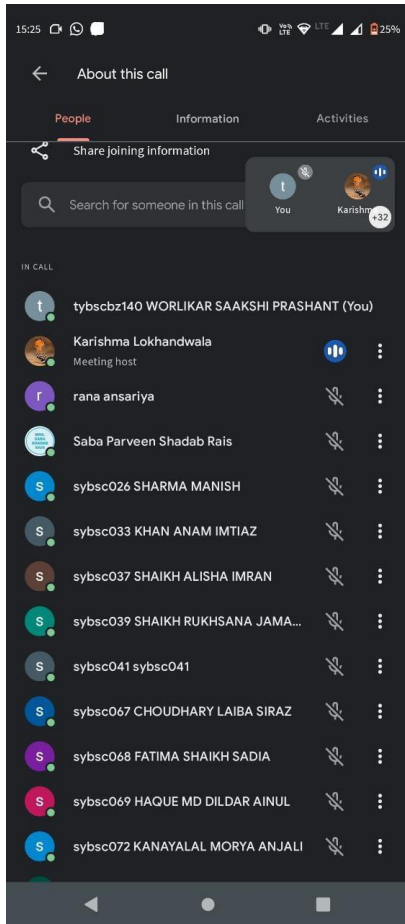 15:25 Vo)) LTE LTE 25%
About this call
People Information Activities
Share joining information
Search for someone in this call
t
You Karishm +32
IN CALL
t tybscbz140 WORLIKAR SAAKSHI PRASHANT (You)
Karishma Lokhandwala
Meeting host
r rana ansariya
Saba Parveen Shadab Rais
s sybsc026 SHARMA MANISH
s sybsc033 KHAN ANAM IMTIAZ
s sybsc037 SHAIKH ALISHA IMRAN
s sybsc039 SHAIKH RUKHSANA JAMA...
s sybsc041 sybsc041
s sybsc067 CHOUDHARY LAIBA SIRAZ
s sybsc068 FATIMA SHAIKH SADIA
s sybsc069 HAQUE MD DILDAR AINUL
s sybsc072 KANAYALAL MORYA ANJALI